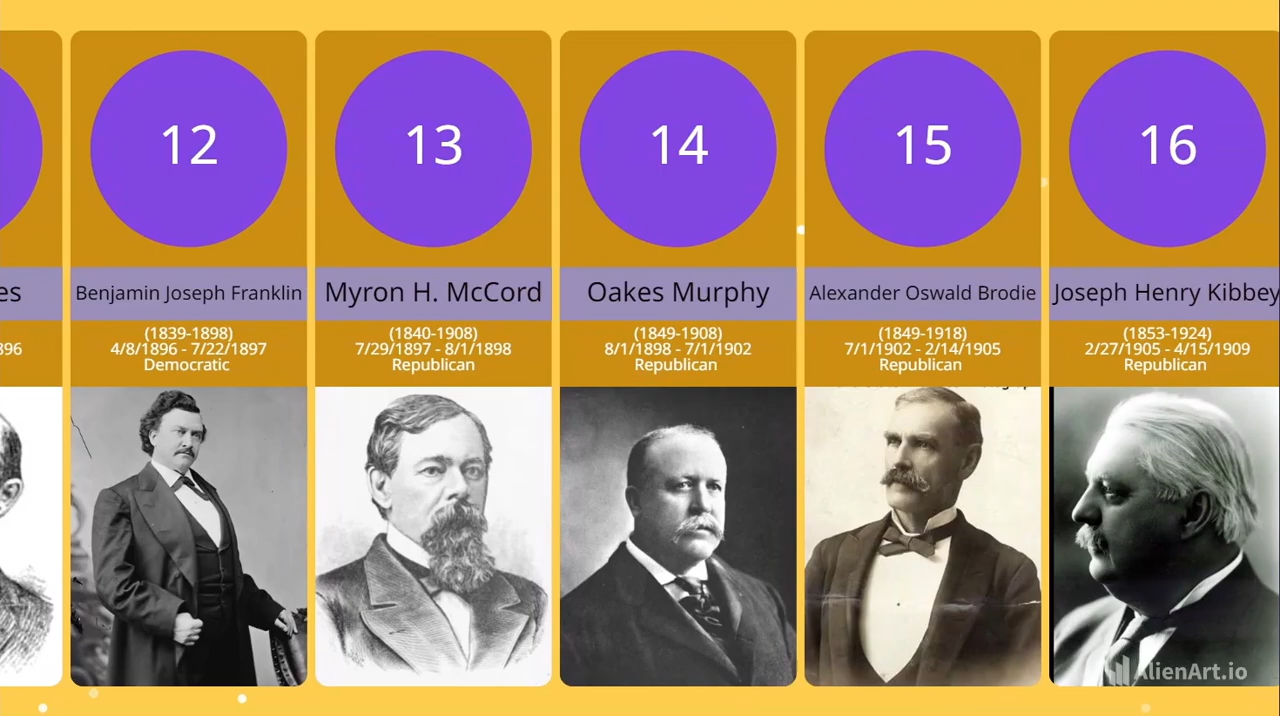 12
13
14
15
16
es
Benjamin Joseph Franklin
Myron H. McCord
Oakes Murphy
Alexander Oswald Brodie
Joseph Henry Kibbey
896
(1839-1898)
4/8/1896 - 7/22/1897
Democratic
(1840-1908)
7/29/1897 - 8/1/1898
Republican
(1849-1908)
8/1/1898 - 7/1/1902
Republican
(1849-1918)
7/1/1902 - 2/14/1905
Republican
(1853-1924)
2/27/1905 - 4/15/1909
Republican
AlienArt.io